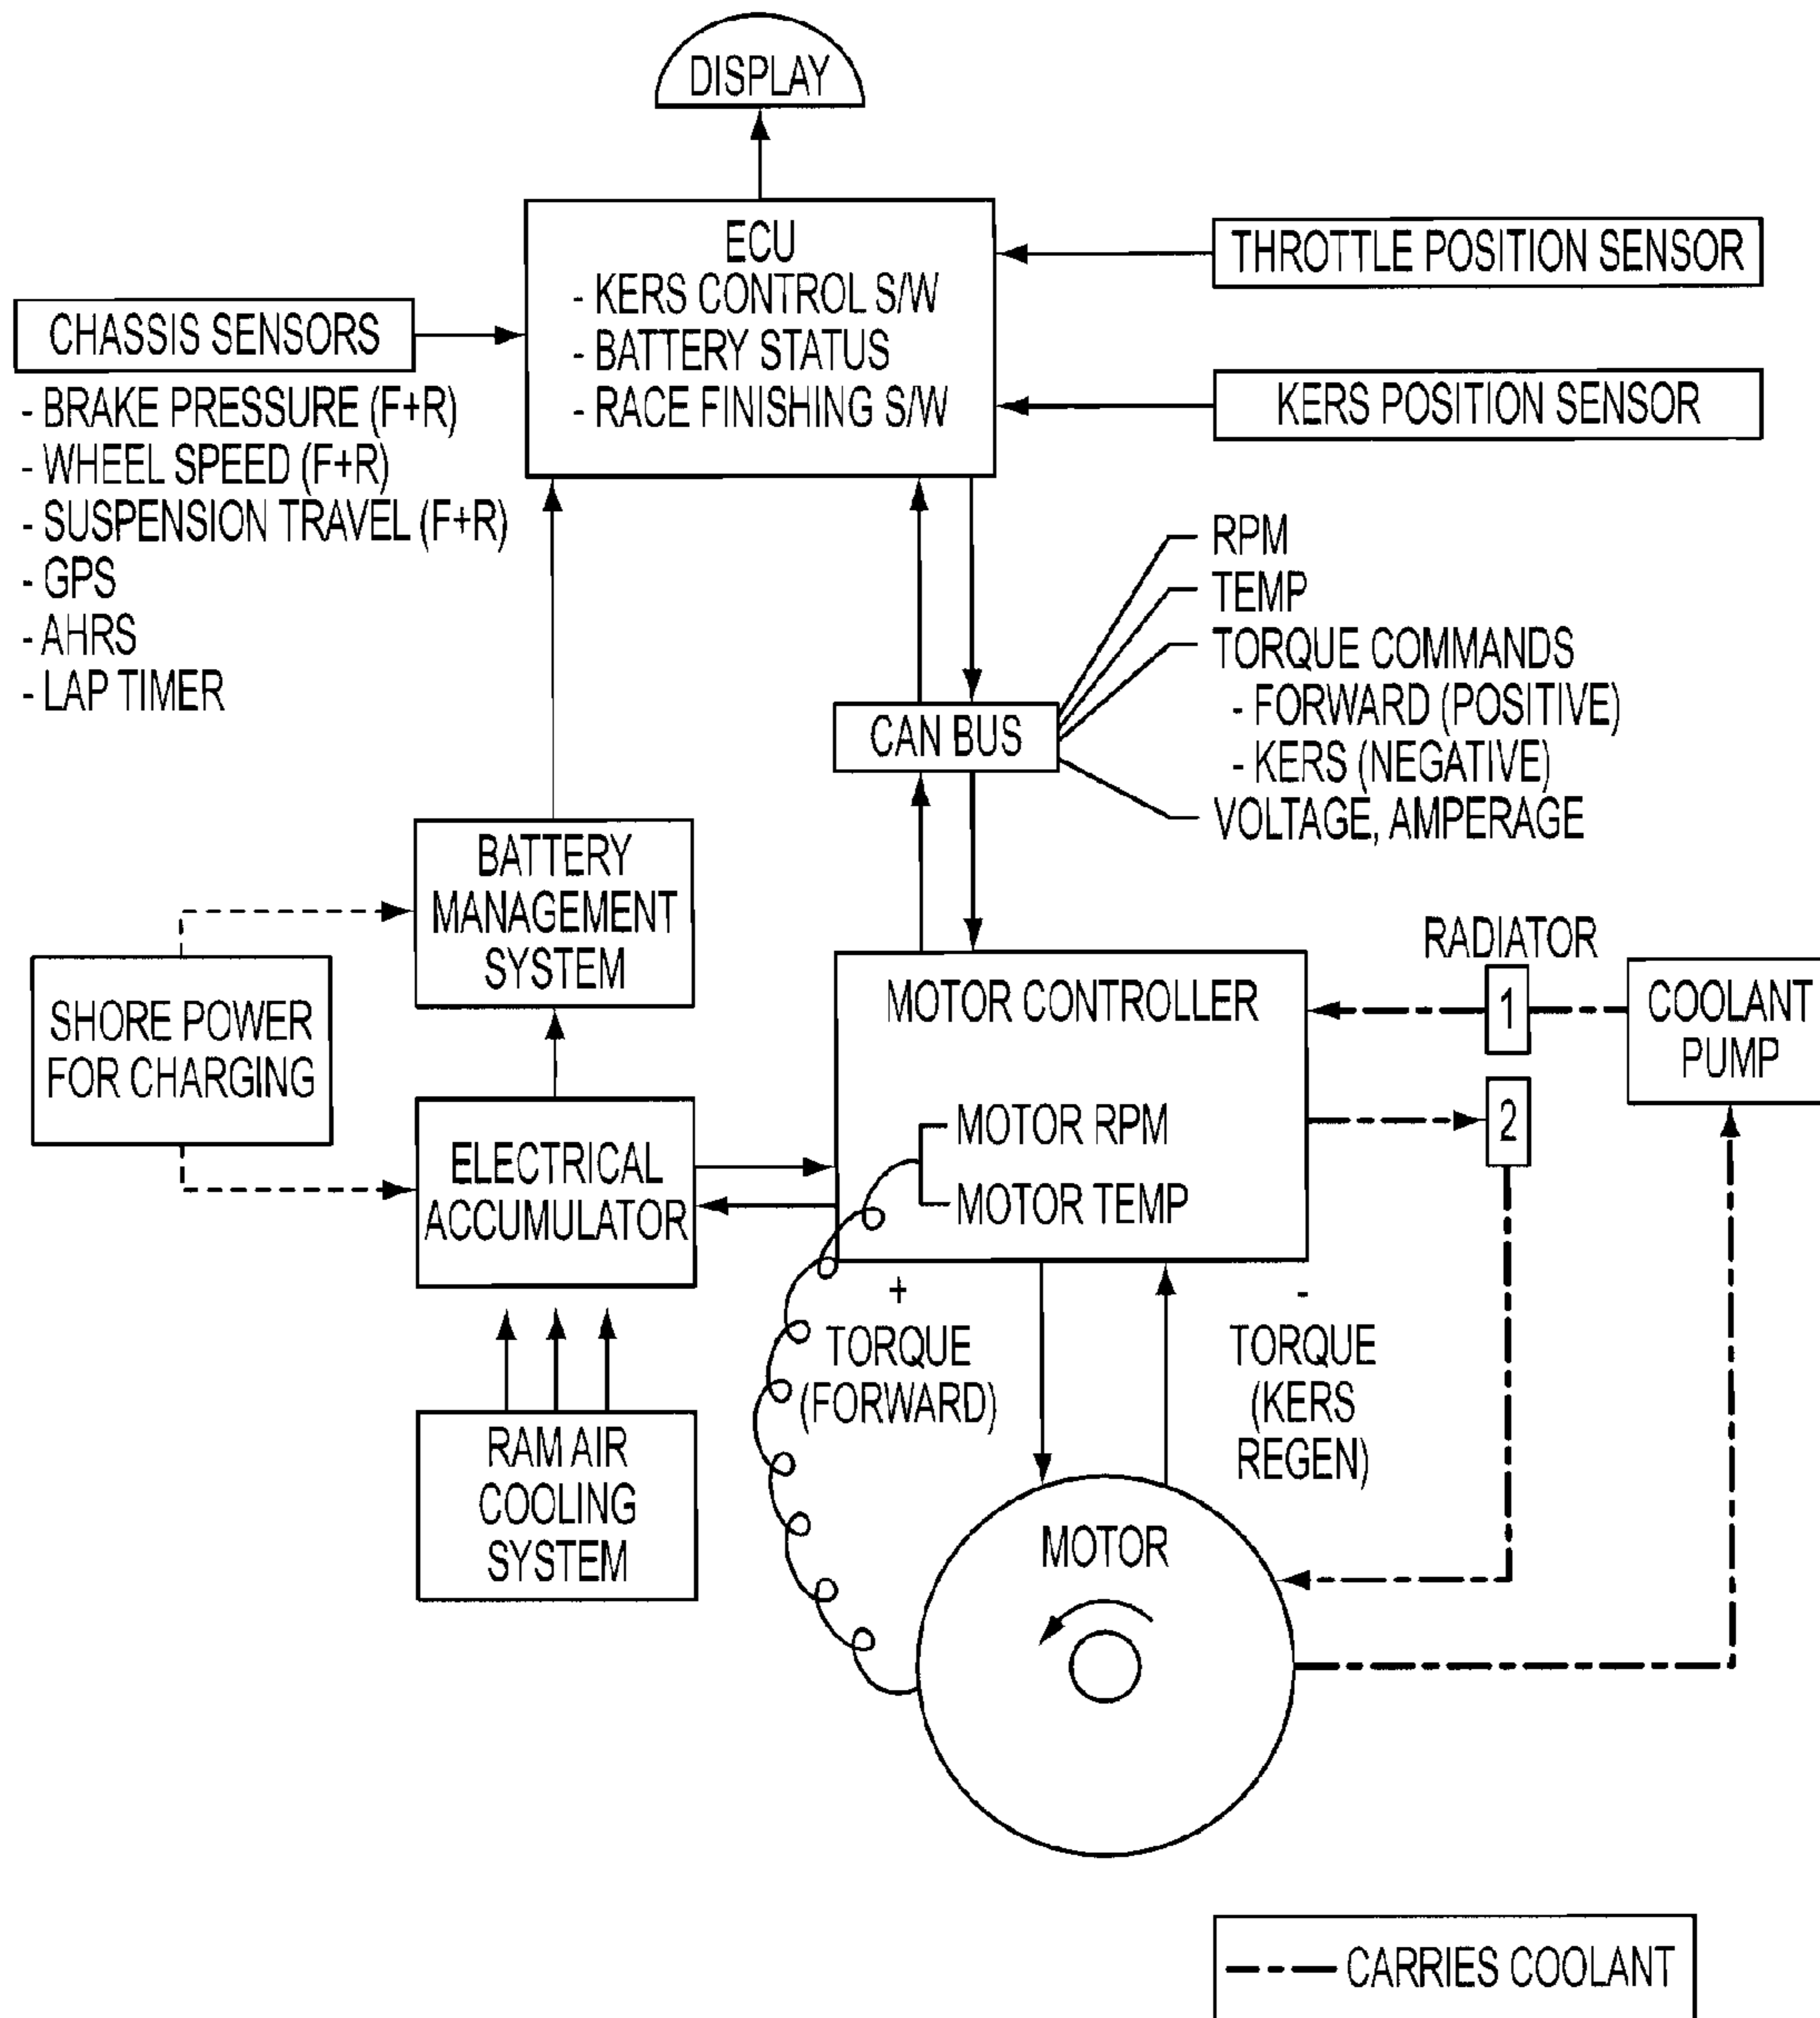 DISPLAY
ECU
- KERS CONTROL S/W
- BATTERY STATUS
- RACE FINISHING S/W
THROTTLE POSITION SENSOR
KERS POSITION SENSOR
CHASSIS SENSORS
- BRAKE PRESSURE (F+R)
- WHEEL SPEED (F+R)
- SUSPENSION TRAVEL (F+R)
- GPS
- AHRS
- LAP TIMER
RPM
TEMP
TORQUE COMMANDS
- FORWARD (POSITIVE)
- KERS (NEGATIVE)
VOLTAGE, AMPERAGE
CAN BUS
BATTERY
MANAGEMENT
SYSTEM
SHORE POWER
FOR CHARGING
ELECTRICAL
ACCUMULATOR
RAM AIR
COOLING
SYSTEM
MOTOR CONTROLLER
MOTOR RPM
MOTOR TEMP
RADIATOR
1
2
COOLANT
PUMP
+
TORQUE
(FORWARD)
-
TORQUE
(KERS
REGEN)
MOTOR
CARRIES COOLANT